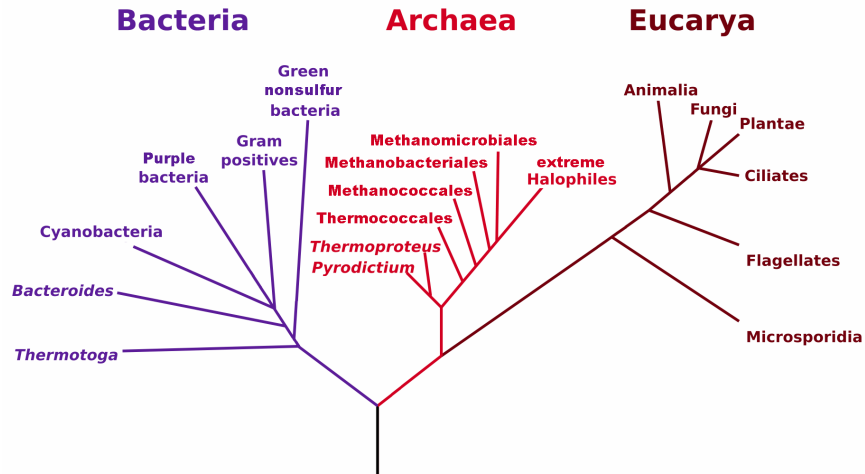 Bacteria
Archaea
Eucarya
Green
nonsulfur
bacteria
Gram
positives
Purple
bacteria
Cyanobacteria
Bacteroides
Thermotoga
Methanomicrobiales
Methanobacteriales
Methanococcales
Thermococcales
Thermoproteus
Pyrodictium
extreme
Halophiles
Animalia
Fungi
Plantae
Ciliates
Flagellates
Microsporidia